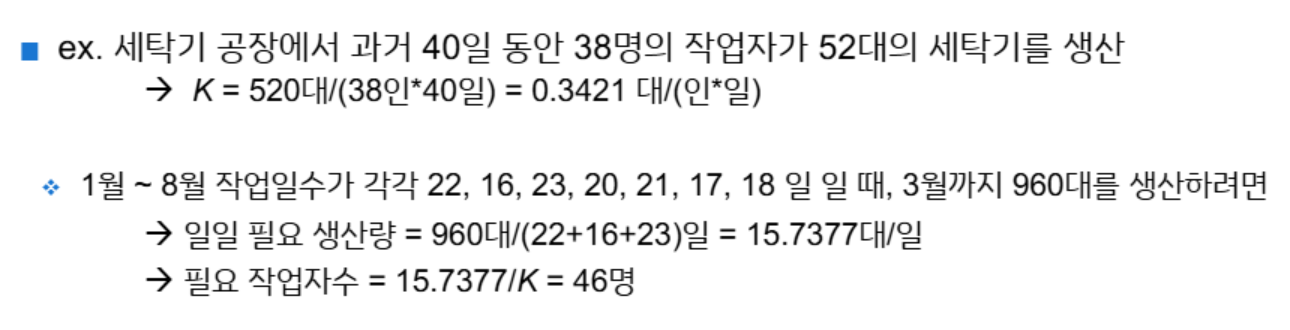 ■ ex. 세탁기 공장에서 과거 40일 동안 38명의 작업자가 52대의 세탁기를 생산
→ K = 520대/(38인*40일) = 0.3421 대/(인*일)
❖ 1월 ~ 8월 작업일수가 각각 22, 16, 23, 20, 21, 17, 18 일 일 때, 3월까지 960대를 생산하려면
→ 일일 필요 생산량 = 960대/(22+16+23)일 = 15.7377대/일
→ 필요 작업자수 = 15.7377/K = 46명